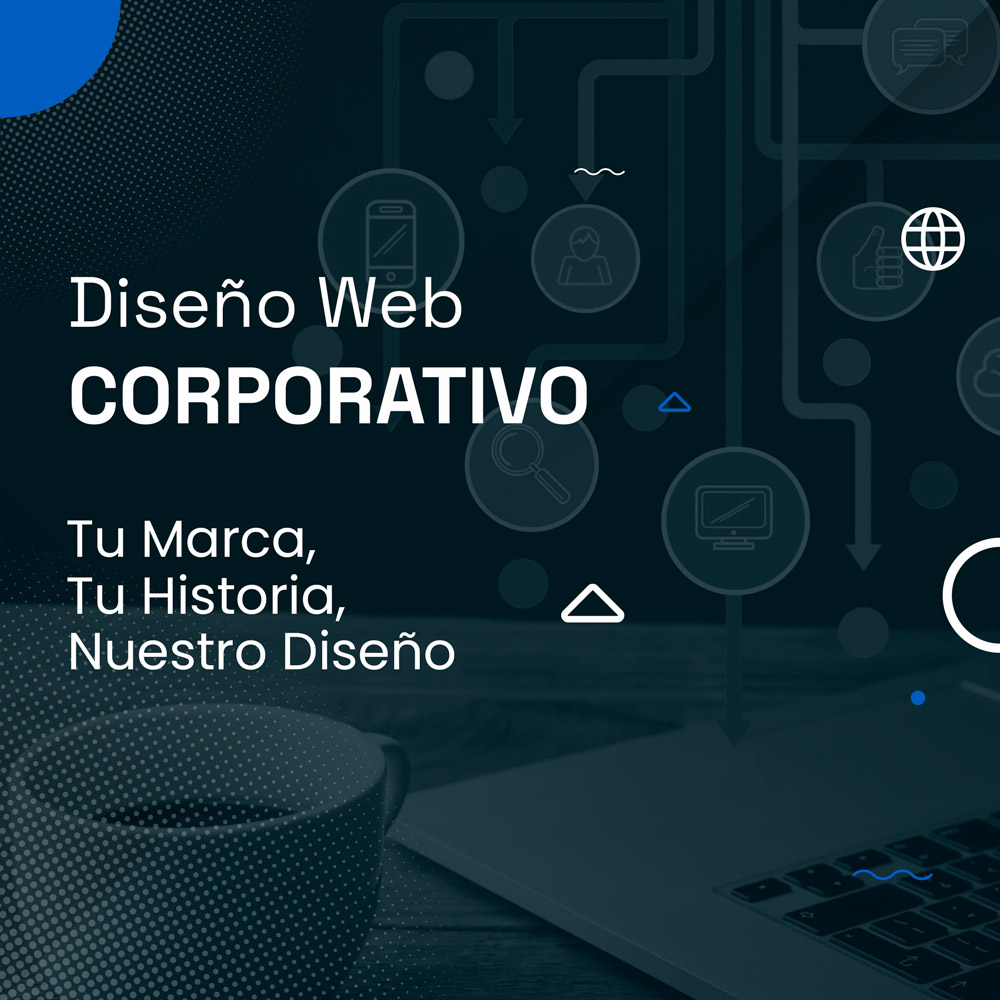 Diseño Web
CORPORATIVO
Tu Marca,
Tu Historia,
Nuestro Diseño